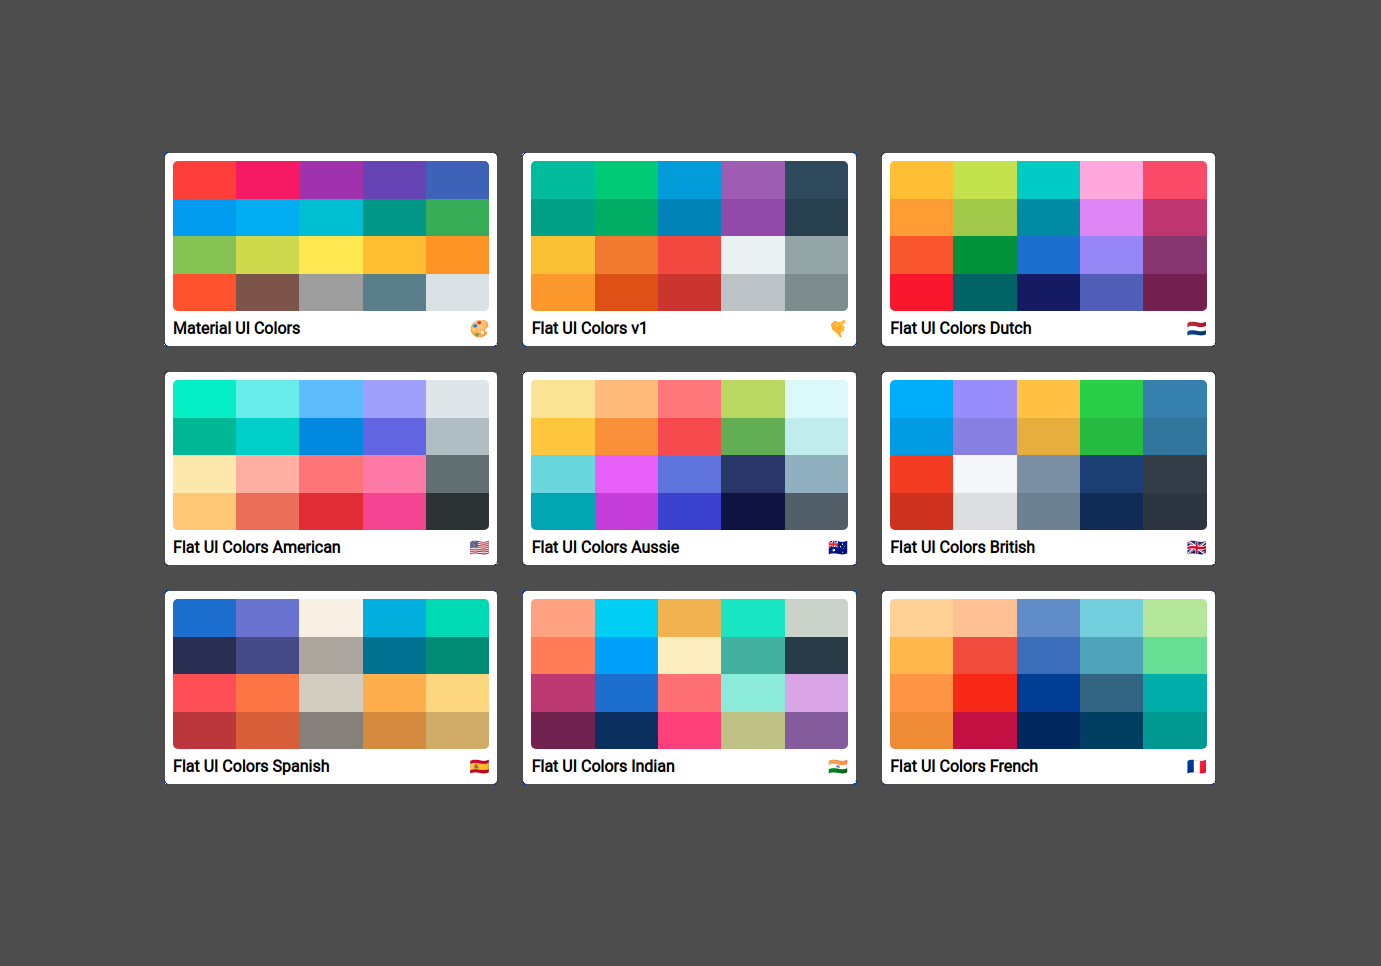 Material UI Colors
Flat UI Colors v1
Flat UI Colors Dutch
Flat UI Colors American
Flat UI Colors Aussie
Flat UI Colors British
Flat UI Colors Spanish
Flat UI Colors Indian
Flat UI Colors French